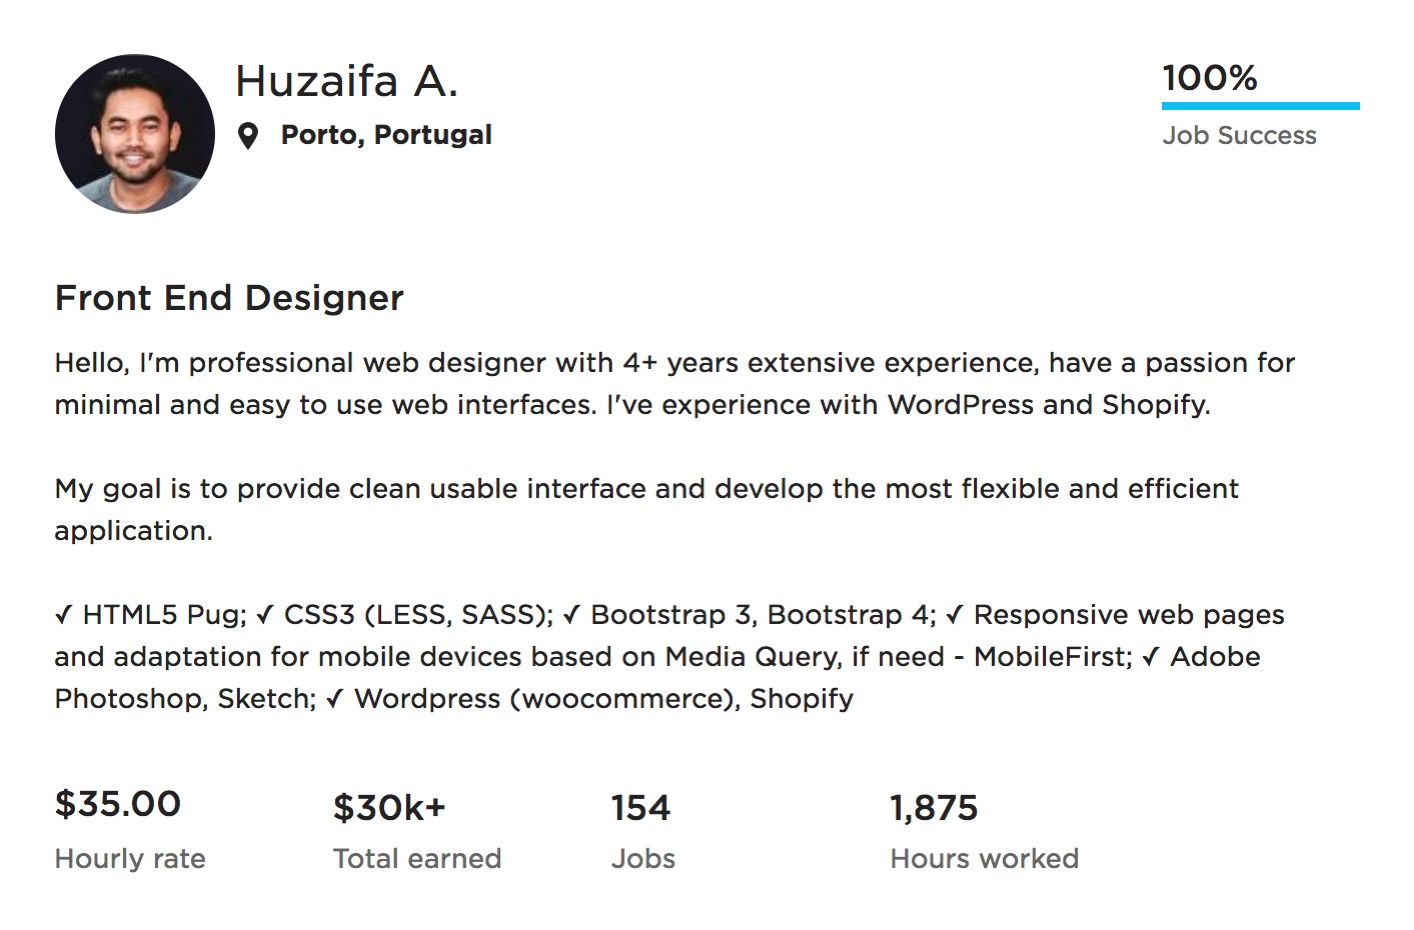 Huzaifa A.
Porto, Portugal
100%
Job Success
Front End Designer
Hello, I'm professional web designer with 4+ years extensive experience, have a passion for
minimal and easy to use web interfaces. I've experience with WordPress and Shopify.
My goal is to provide clean usable interface and develop the most flexible and efficient
application.
✓ HTML5 Pug; ✓ CSS3 (LESS, SASS); ✓ Bootstrap 3, Bootstrap 4; ✓ Responsive web pages
and adaptation for mobile devices based on Media Query, if need - MobileFirst; ✓ Adobe
Photoshop, Sketch; ✓ Wordpress (woocommerce), Shopify
$35.00 $30k+ 154 1,875
Hourly rate Total earned Jobs Hours worked